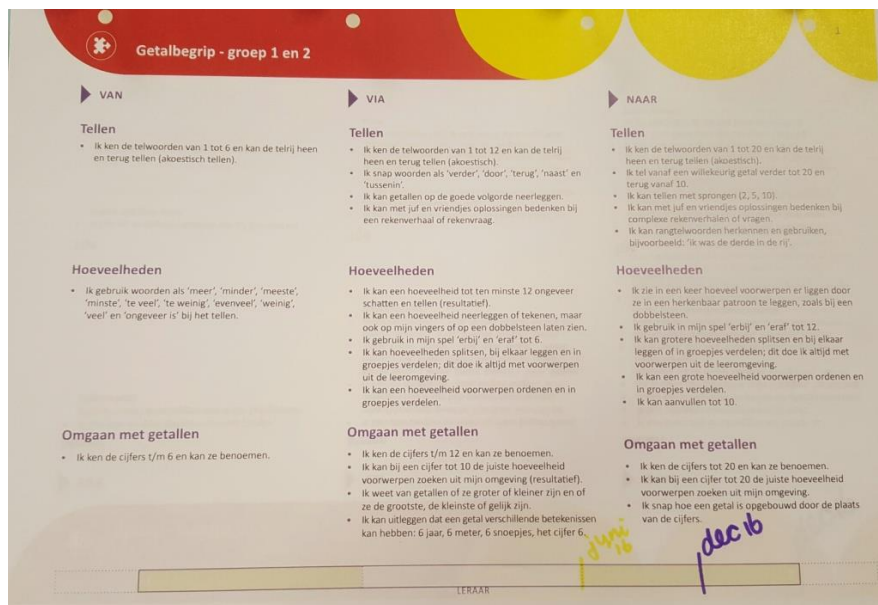 1
Getalbegrip - groep 1 en 2
VAN
Tellen
• Ik ken de telwoorden van 1 tot 6 en kan de telrij heen
en terug tellen (akoestisch tellen).
Hoeveelheden
• Ik gebruik woorden als 'meer', 'minder', 'meeste',
'minste', 'te veel', 'te weinig', 'evenveel', 'weinig',
'veel' en 'ongeveer is' bij het tellen.
Omgaan met getallen
• Ik ken de cijfers t/m 6 en kan ze benoemen.
VIA
Tellen
• Ik ken de telwoorden van 1 tot 12 en kan de telrij
heen en terug tellen (akoestisch).
• Ik snap woorden als 'verder', 'door', 'terug', 'naast' en
'tussenin'.
• Ik kan getallen op de goede volgorde neerleggen.
• Ik kan met juf en vriendjes oplossingen bedenken bij
een rekenverhaal of rekenvraag.
Hoeveelheden
• Ik kan een hoeveelheid tot ten minste 12 ongeveer
schatten en tellen (resultatief).
• Ik kan een hoeveelheid neerleggen of tekenen, maar
ook op mijn vingers of op een dobbelsteen laten zien.
• Ik gebruik in mijn spel 'erbij' en 'eraf' tot 6.
• Ik kan hoeveelheden splitsen, bij elkaar leggen en in
groepjes verdelen; dit doe ik altijd met voorwerpen
uit de leeromgeving.
• Ik kan een hoeveelheid voorwerpen ordenen en in
groepjes verdelen.
Omgaan met getallen
• Ik ken de cijfers t/m 12 en kan ze benoemen.
• Ik kan bij een cijfer tot 10 de juiste hoeveelheid
voorwerpen zoeken uit mijn omgeving (resultatief).
• Ik weet van getallen of ze groter of kleiner zijn en of
ze de grootste, de kleinste of gelijk zijn.
• Ik kan uitleggen dat een getal verschillende betekenissen
kan hebben: 6 jaar, 6 meter, 6 snoepjes, het cijfer 6.
NAAR
Tellen
• Ik ken de telwoorden van 1 tot 20 en kan de telrij
heen en terug tellen (akoestisch).
• Ik tel vanaf een willekeurig getal verder tot 20 en
terug vanaf 10.
• Ik kan tellen met sprongen (2, 5, 10).
• Ik kan met juf en vriendjes oplossingen bedenken bij
complexe rekenverhalen of vragen.
• Ik kan rangtelwoorden herkennen en gebruiken,
bijvoorbeeld: 'ik was de derde in de rij'.
Hoeveelheden
• Ik zie in een keer hoeveel voorwerpen er liggen door
ze in een herkenbaar patroon te leggen, zoals bij een
dobbelsteen.
• Ik gebruik in mijn spel 'erbij' en 'eraf' tot 12.
• Ik kan grotere hoeveelheden splitsen en bij elkaar
leggen of in groepjes verdelen; dit doe ik altijd met
voorwerpen uit de leeromgeving.
• Ik kan een grote hoeveelheid voorwerpen ordenen en
in groepjes verdelen.
• Ik kan aanvullen tot 10.
Omgaan met getallen
• Ik ken de cijfers tot 20 en kan ze benoemen.
• Ik kan bij een cijfer tot 20 de juiste hoeveelheid
voorwerpen zoeken uit mijn omgeving.
• Ik snap hoe een getal is opgebouwd door de plaats
van de cijfers.
juni
16
dec 16
LERAAR